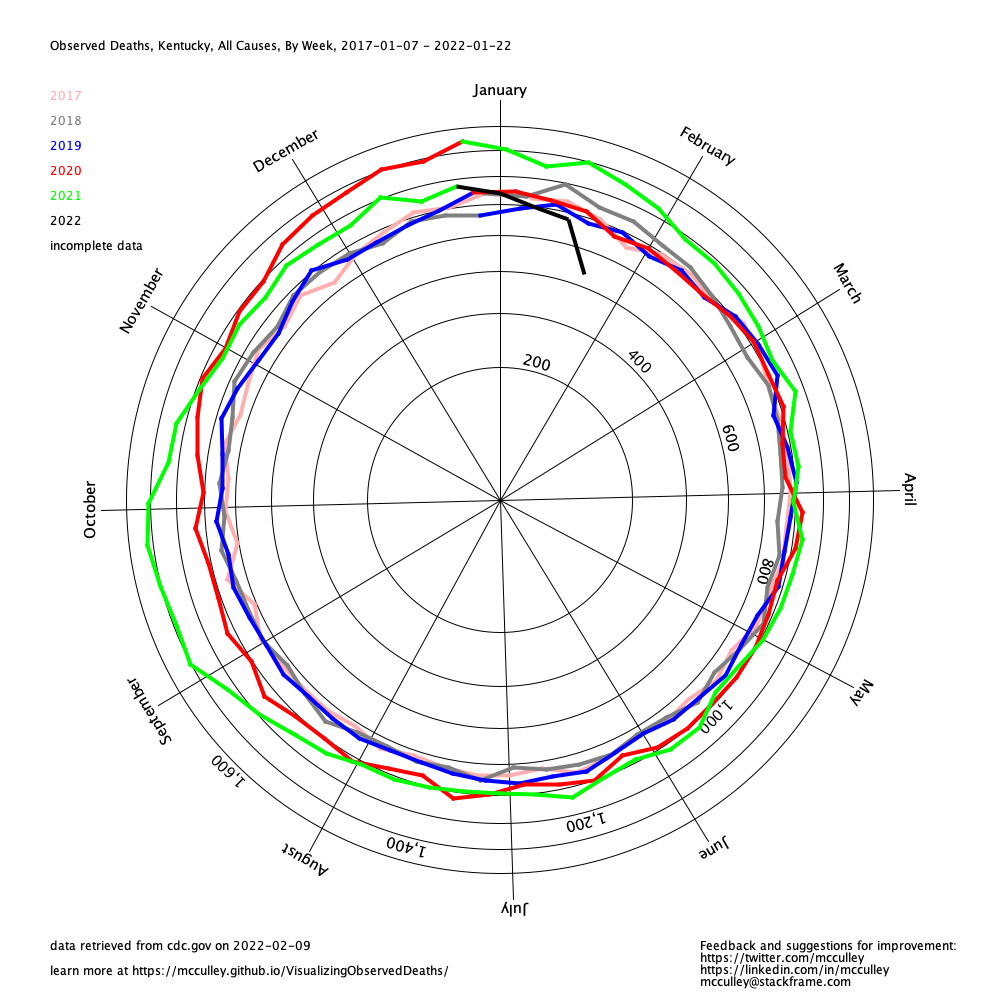 Observed Deaths, Kentucky, All Causes, By Week, 2017-01-07 - 2022-01-22
2017
2018
2019
2020
2021
2022
incomplete data
January
February
March
April
May
June
July
August
September
October
November
December
200
400
600
800
1,000
1,200
1,400
1,600
data retrieved from cdc.gov on 2022-02-09
learn more at https://mcculley.github.io/VisualizingObservedDeaths/
Feedback and suggestions for improvement:
https://twitter.com/mcculley
https://linkedin.com/in/mcculley
mcculley@stackframe.com